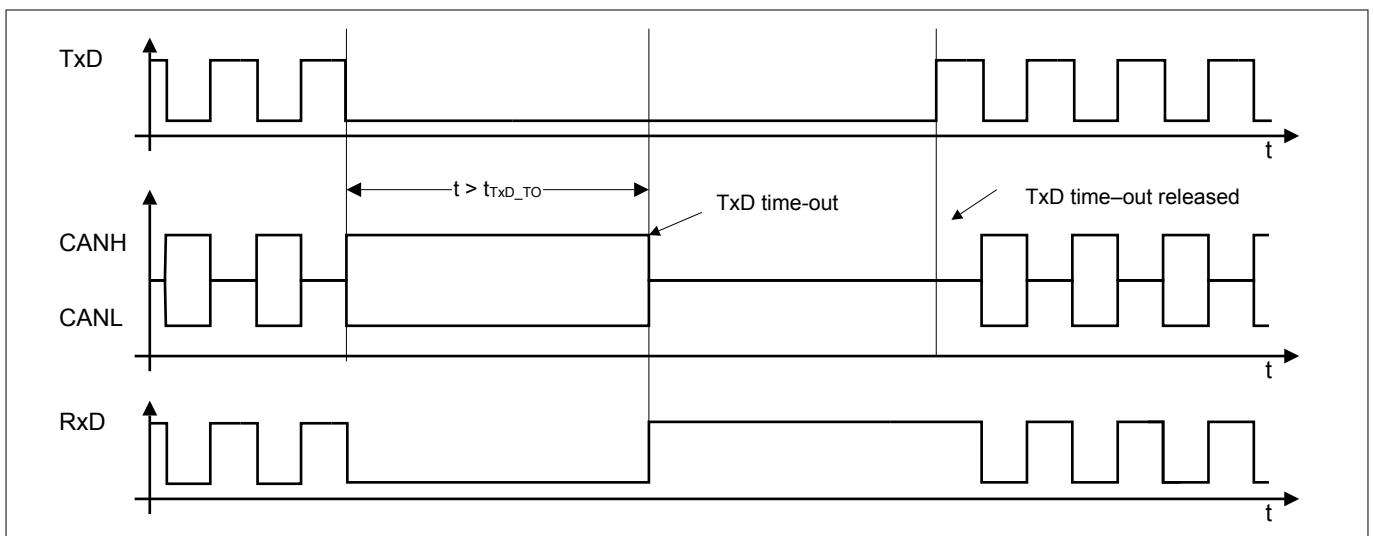 TxD
t
t > tTxD_TO
TxD time-out
TxD time–out released
CANH
CANL
t
RxD
t